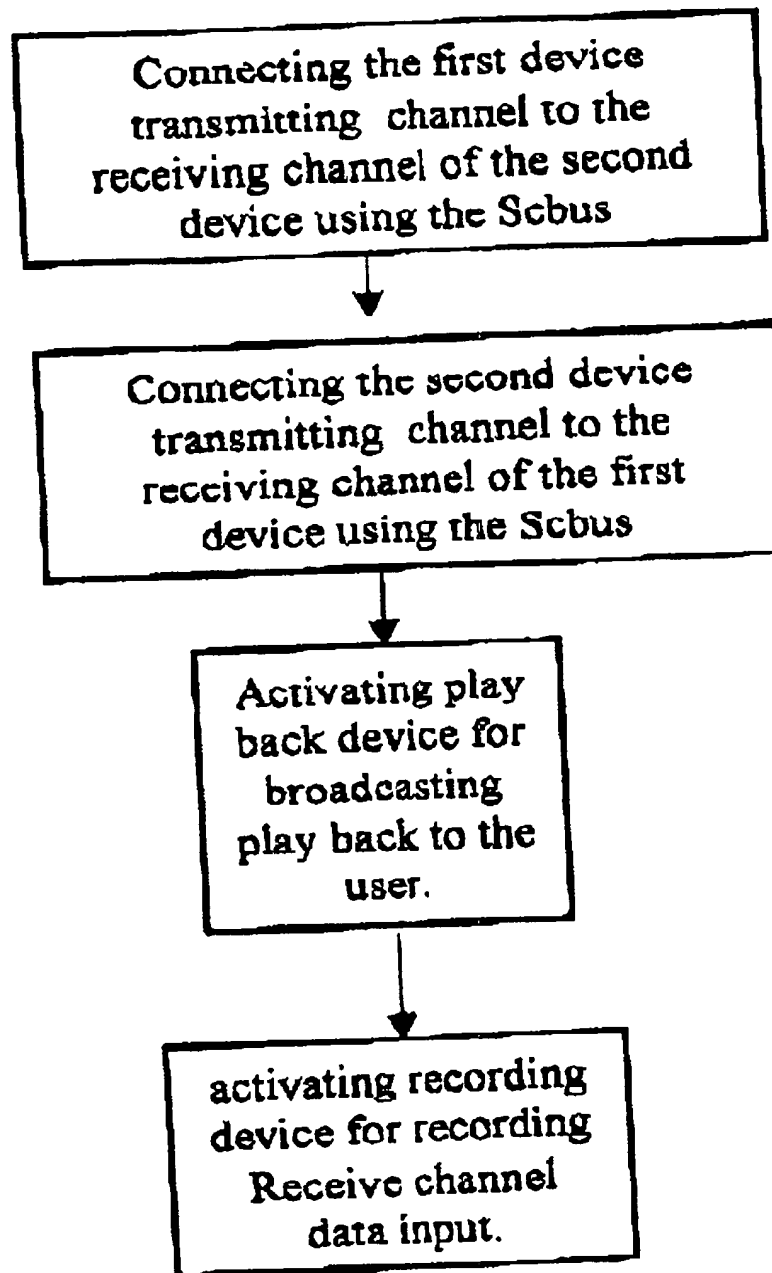 Connecting the first device
transmitting channel to the
receiving channel of the second
device using the Scbus
Connecting the second device
transmitting channel to the
receiving channel of the first
device using the Scbus
Activating play
back device for
broadcasting
play back to the
user.
activating recording
device for recording
Receive channel
data input.